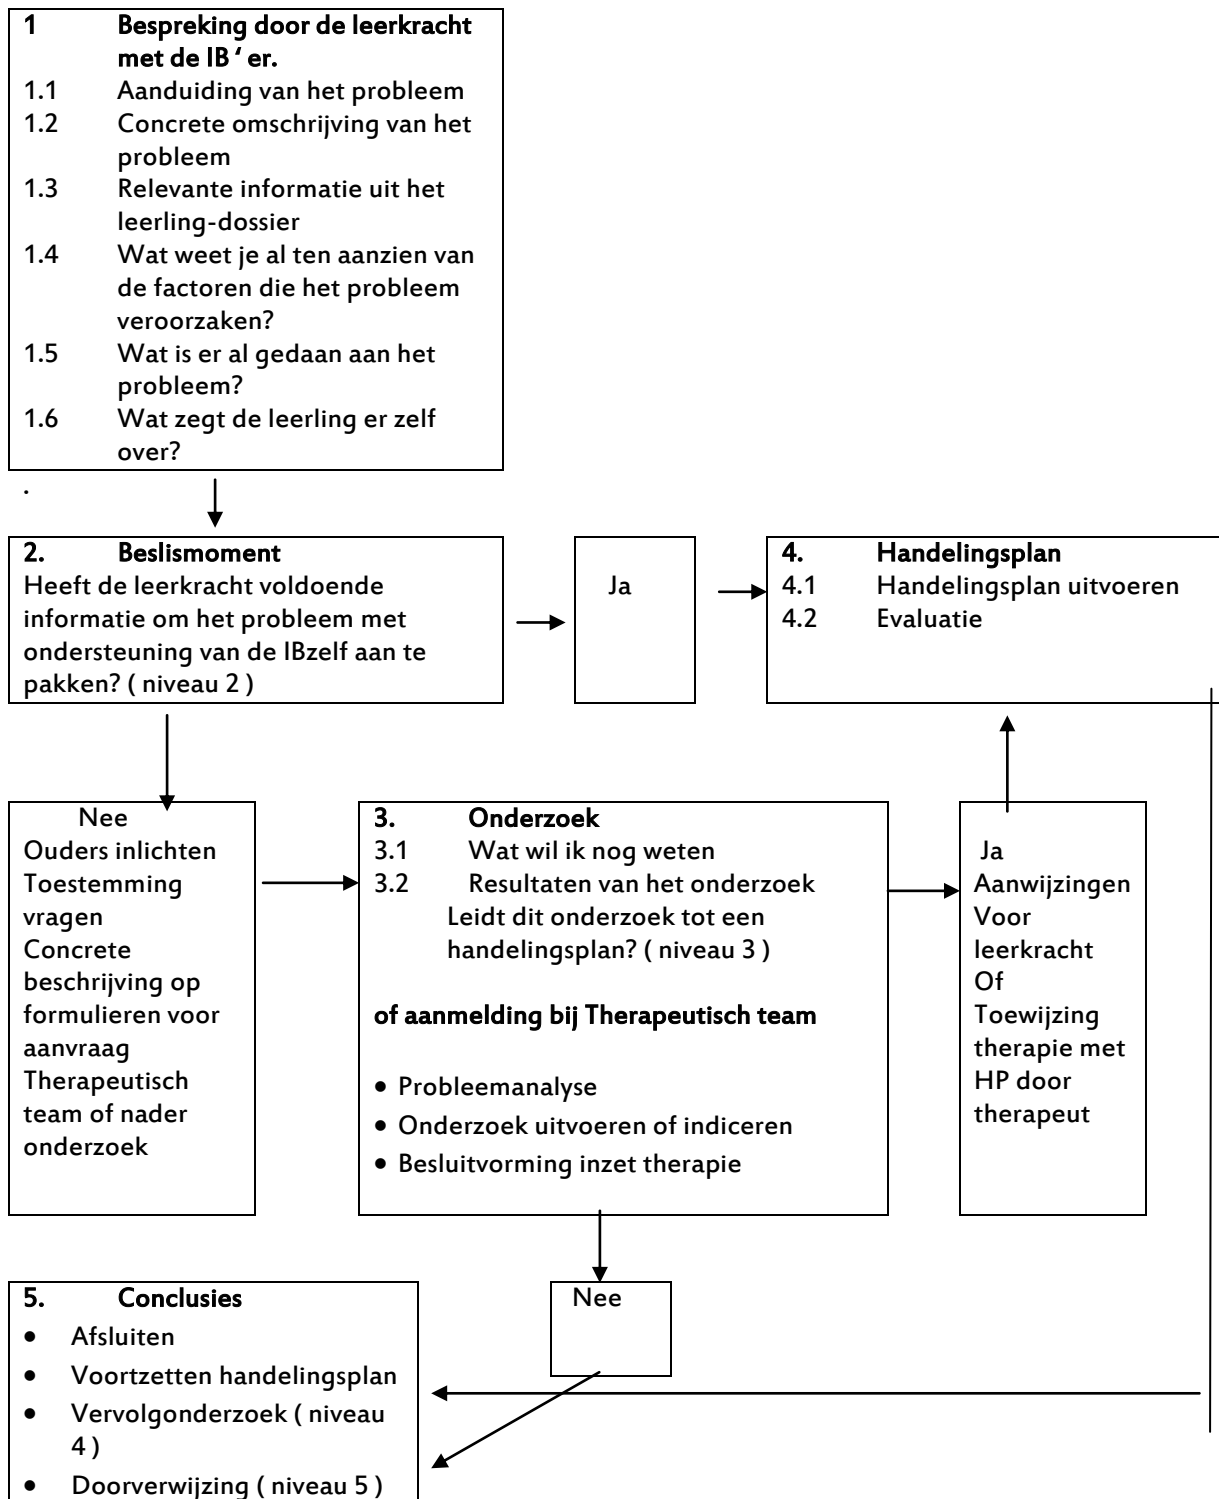 1 Bespreking door de leerkracht
met de IB ‘ er.
1.1 Aanduiding van het probleem
1.2 Concrete omschrijving van het
probleem
1.3 Relevante informatie uit het
leerling-dossier
1.4 Wat weet je al ten aanzien van
de factoren die het probleem
veroorzaken?
1.5 Wat is er al gedaan aan het
probleem?
1.6 Wat zegt de leerling er zelf
over?
.
2. Beslismoment
Heeft de leerkracht voldoende
informatie om het probleem met
ondersteuning van de IBzelf aan te
pakken? ( niveau 2 )
Ja
4. Handelingsplan
4.1 Handelingsplan uitvoeren
4.2 Evaluatie
Nee
Ouders inlichten
Toestemming
vragen
Concrete
beschrijving op
formulieren voor
aanvraag
Therapeutisch
team of nader
onderzoek
3. Onderzoek
3.1 Wat wil ik nog weten
3.2 Resultaten van het onderzoek
Leidt dit onderzoek tot een
handelingsplan? ( niveau 3 )
of aanmelding bij Therapeutisch team
• Probleemanalyse
• Onderzoek uitvoeren of indiceren
• Besluitvorming inzet therapie
Ja
Aanwijzingen
Voor
leerkracht
Of
Toewijzing
therapie met
HP door
therapeut
5. Conclusies
• Afsluiten
• Voortzetten handelingsplan
• Vervolgonderzoek ( niveau
4 )
• Doorverwijzing ( niveau 5 )
Nee